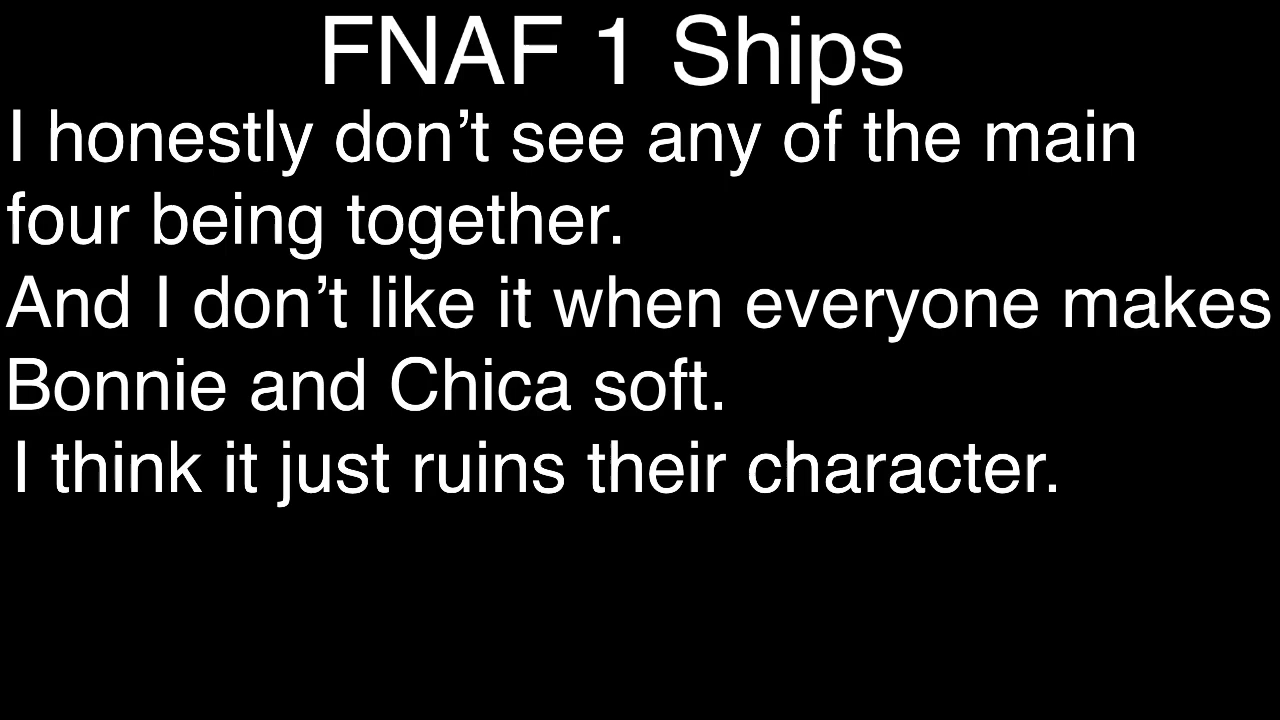 FNAF 1 Ships
I honestly don’t see any of the main
four being together.
And I don’t like it when everyone makes
Bonnie and Chica soft.
I think it just ruins their character.